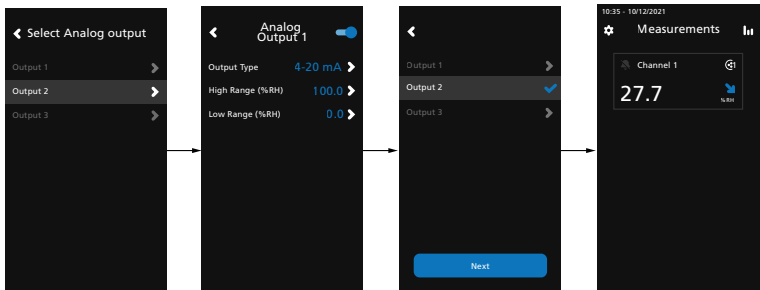 Select Analog output
Output 1
Output 2
Output 3
Analog
Output 1
Output Type 4-20 mA
High Range (%RH) 100.0
Low Range (%RH) 0.0
Output 1
Output 2
Output 3
Next
10:35 - 10/12/2021
Measurements
Channel 1 1
27.7
%RH